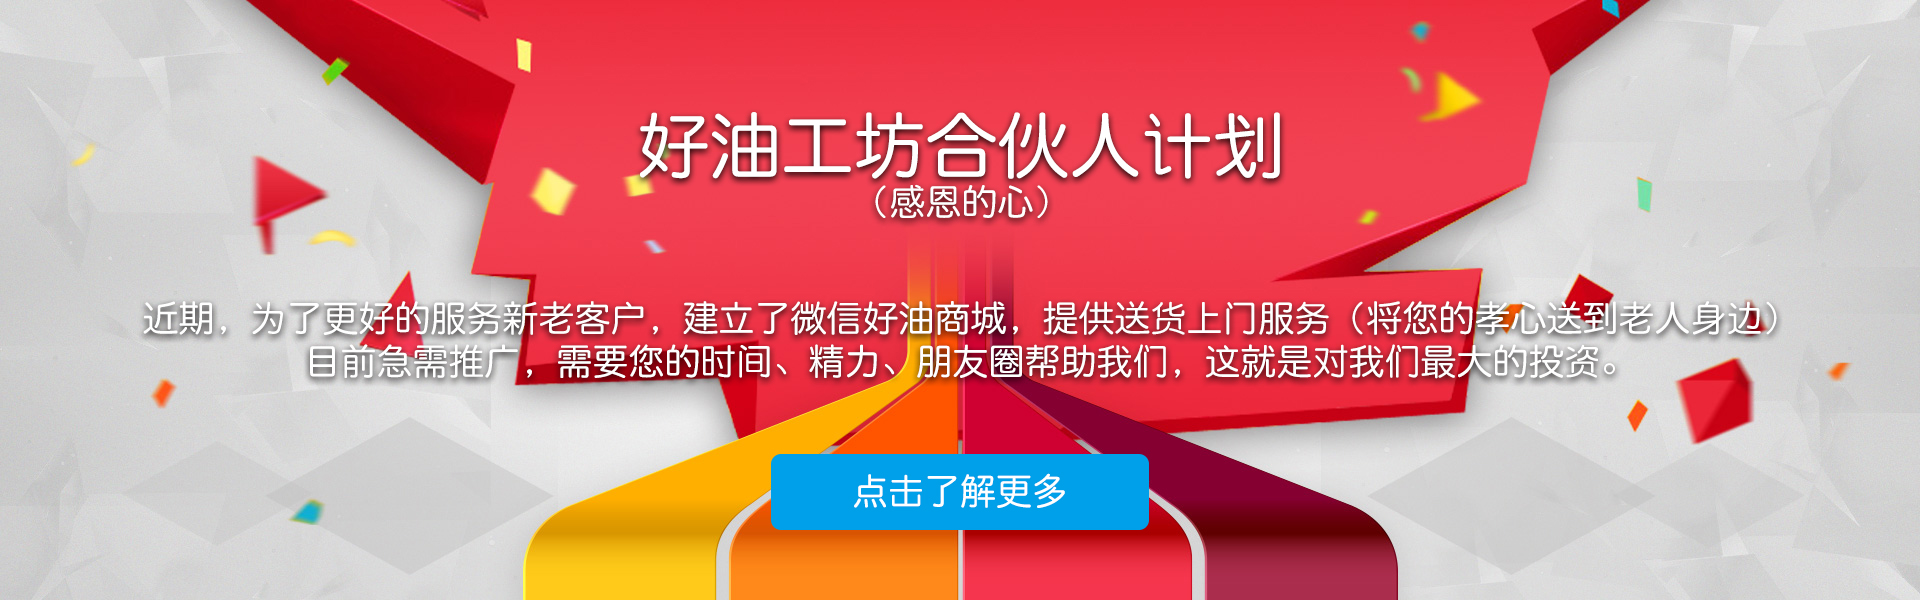 好油工坊合伙人计划
（感恩的心）
近期，为了更好的服务新老客户，建立了微信好油商城，提供送货上门服务（将您的孝心送到老人身边）
目前急需推广，需要您的时间、精力、朋友圈帮助我们，这就是对我们最大的投资。
点击了解更多